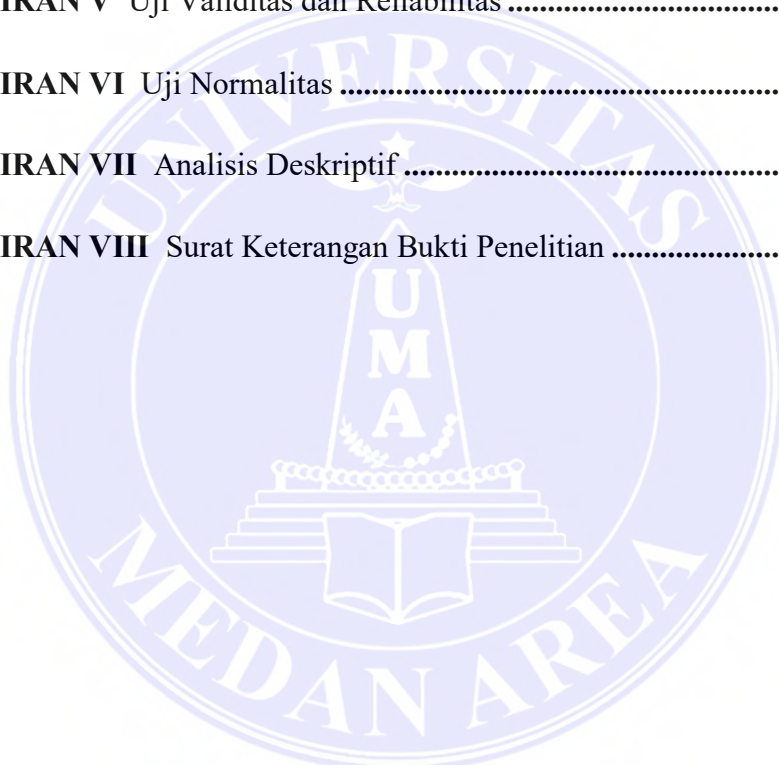 IRAN V Uji Validitas dan Reliabilitas ....................................
IRAN VI Uji Normalitas .........................................................
IRAN VII Analisis Deskriptif .................................................
IRAN VIII Surat Keterangan Bukti Penelitian .....................
UNIVERSITAS
U
M
A
MEDAN AREA